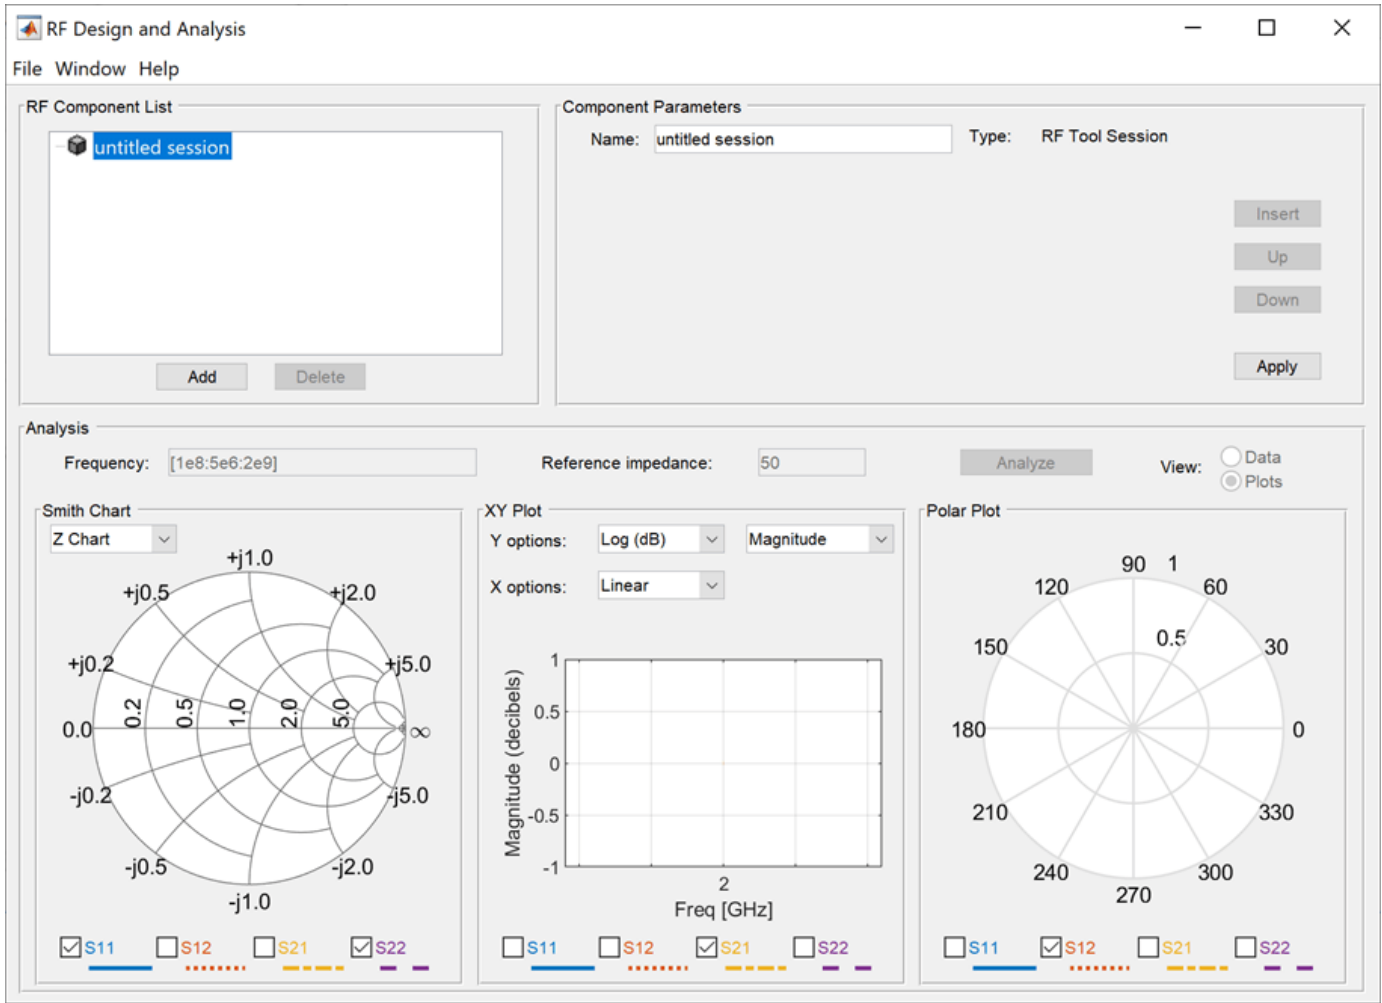 RF Design and Analysis
File Window Help
RF Component List
untitled session
Add Delete
Component Parameters
Name: untitled session Type: RF Tool Session
Insert
Up
Down
Apply
Analysis
Frequency: [1e8:5e6:2e9] Reference impedance: 50 Analyze View: Data
Plots
Smith Chart
Z Chart
+j1.0
+j0.5 +j2.0
+j0.2 +j5.0
0.0 0.2 0.5 1.0 2.0 5.0 ∞
-j0.2 -j5.0
-j0.5 -j2.0
-j1.0
S11 S12 S21 S22
XY Plot
Y options: Log (dB) Magnitude
X options: Linear
Magnitude (decibels)
1
0.5
0
-0.5
-1
2
Freq [GHz]
S11 S12 S21 S22
Polar Plot
90 1
120 60
0.5
150 30
180 0
210 330
240 300
270
S11 S12 S21 S22